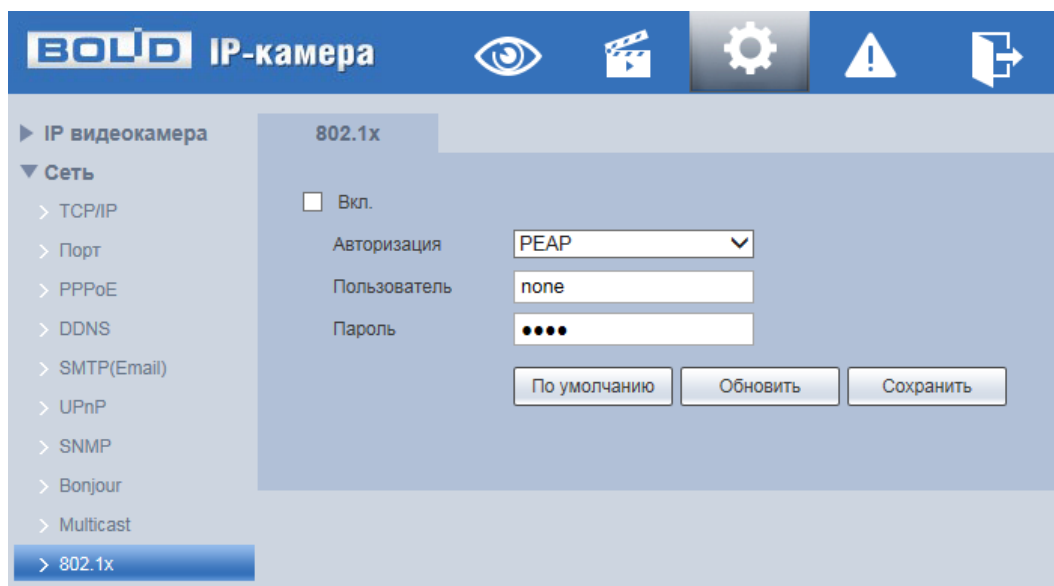 BOLID IP-камера
IP видеокамера
Сеть
TCP/IP
Порт
PPPoE
DDNS
SMTP(Email)
UPnP
SNMP
Bonjour
Multicast
802.1x
802.1x
Вкл.
Авторизация PEAP
Пользователь none
Пароль ●●●●
По умолчанию Обновить Сохранить